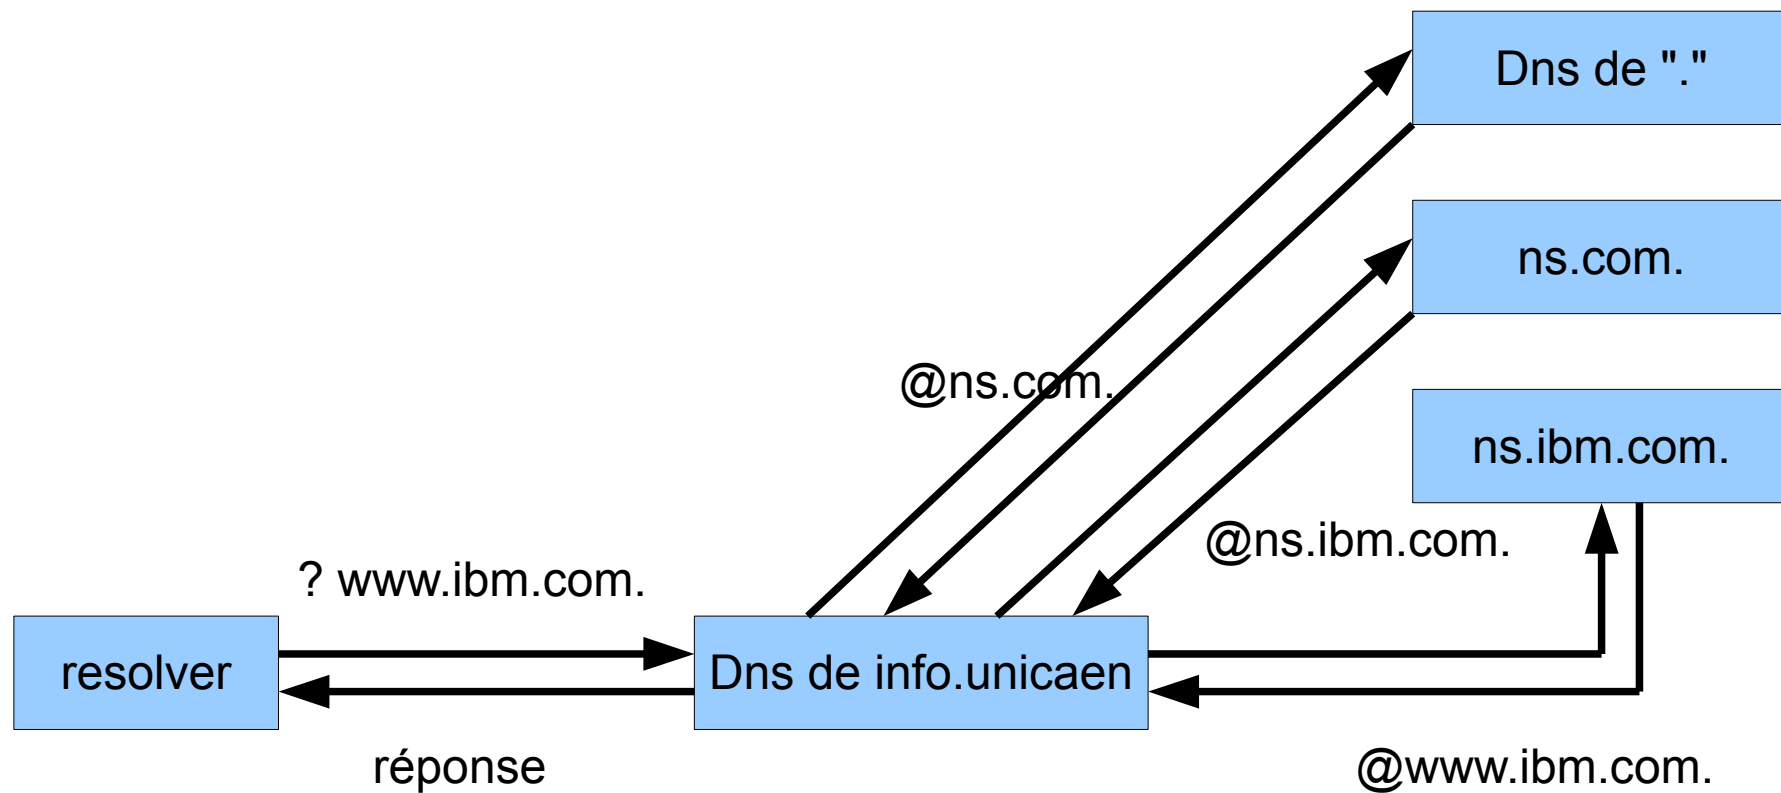 Dns de "."
ns.com.
@ns.com.
ns.ibm.com.
@ns.ibm.com.
? www.ibm.com.
resolver
Dns de info.unicaen
réponse
@www.ibm.com.